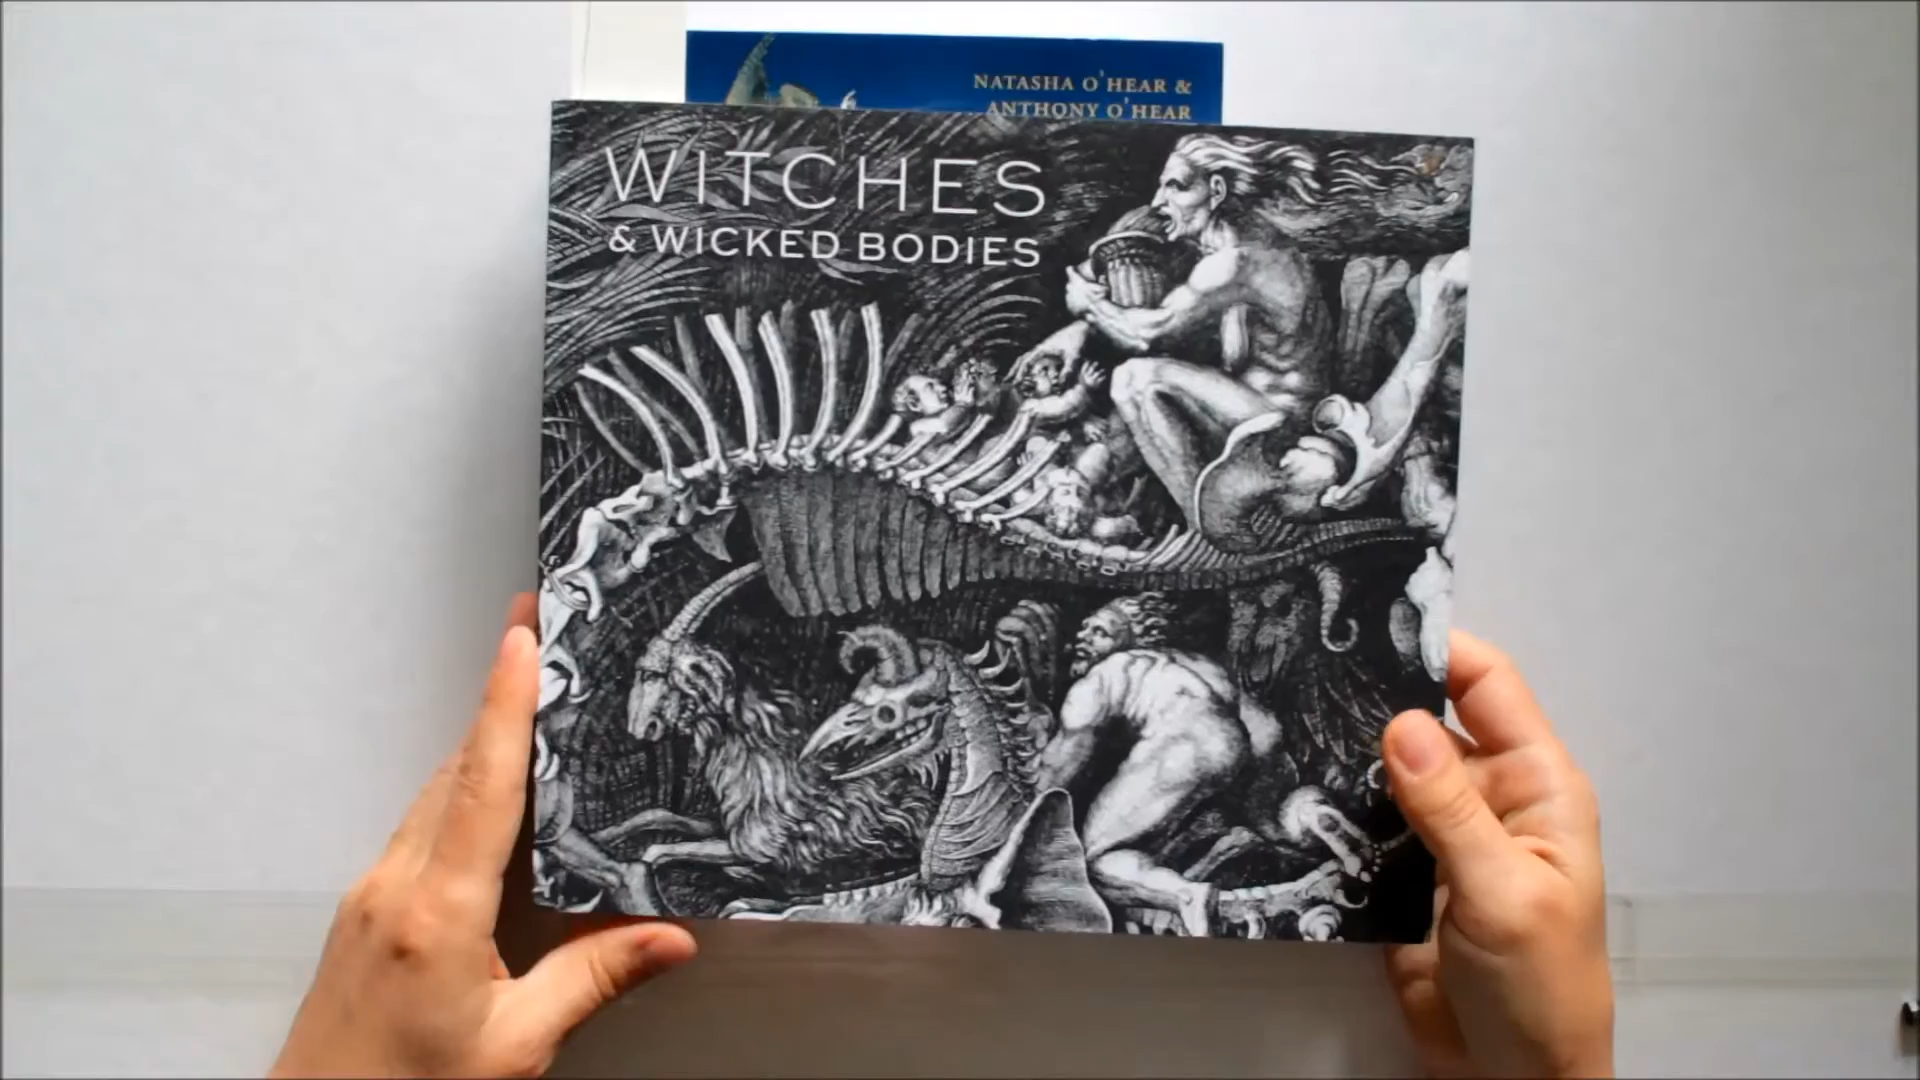 NATASHA O'HEAR &
ANTHONY O'HEAR
WITCHES
& WICKED BODIES